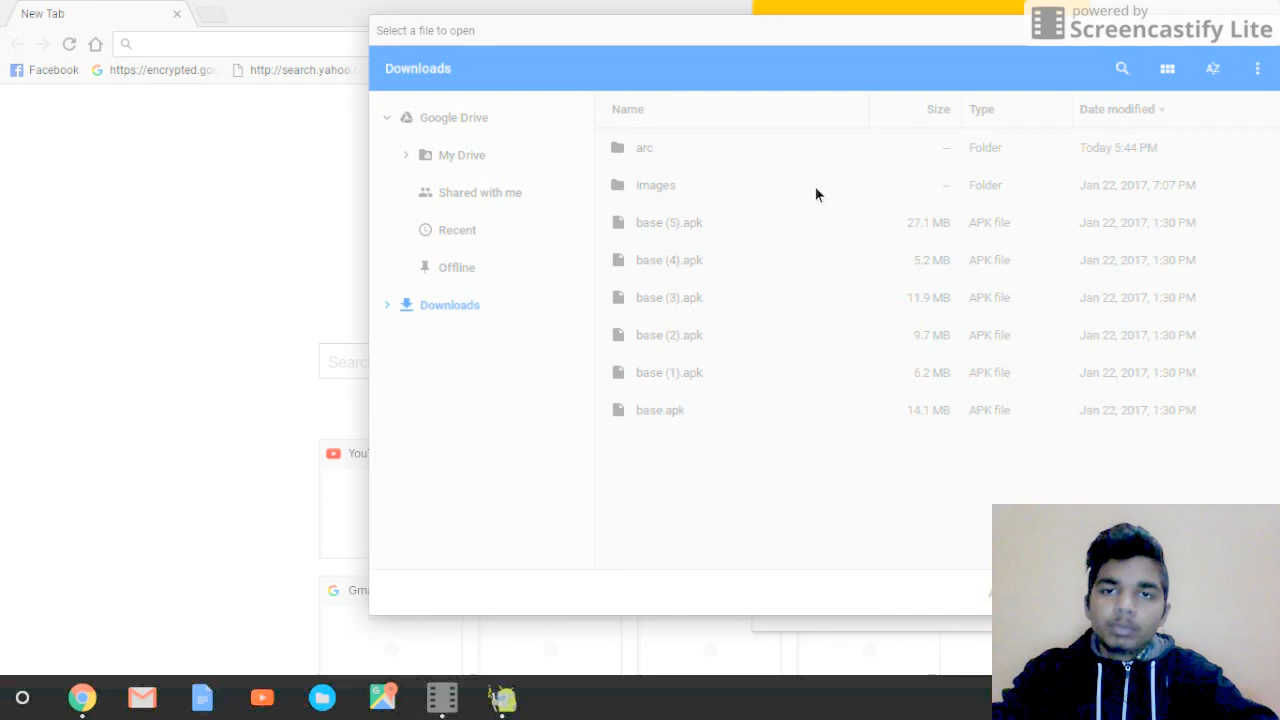 New Tab
Select a file to open
powered by
Screencastify Lite
Facebook
https://encrypted.go
http://search.yahoo.c
Downloads
Google Drive
My Drive
Shared with me
Recent
Offline
Downloads
Name Size Type Date modified
arc -- Folder Today 5:44 PM
images -- Folder Jan 22, 2017, 7:07 PM
base (5).apk 27.1 MB APK file Jan 22, 2017, 1:30 PM
base (4).apk 5.2 MB APK file Jan 22, 2017, 1:30 PM
base (3).apk 11.9 MB APK file Jan 22, 2017, 1:30 PM
base (2).apk 9.7 MB APK file Jan 22, 2017, 1:30 PM
base (1).apk 6.2 MB APK file Jan 22, 2017, 1:30 PM
base.apk 14.1 MB APK file Jan 22, 2017, 1:30 PM
Searc
You
Gma